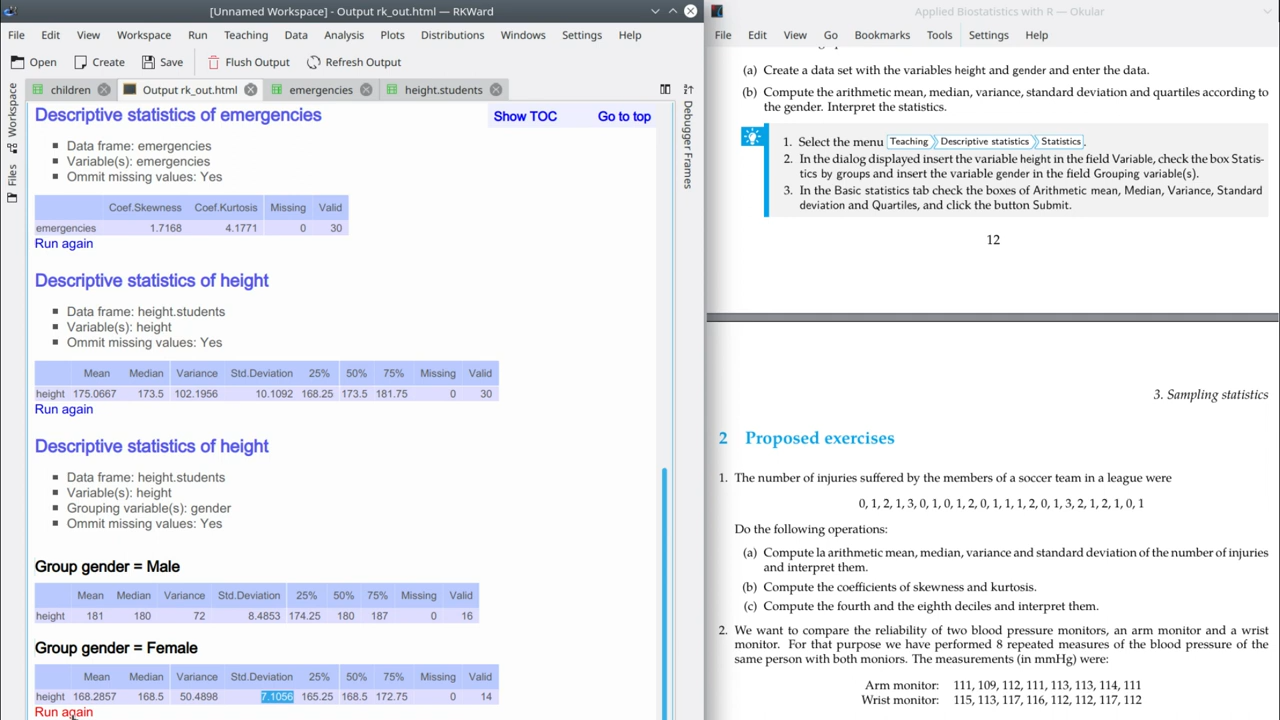 [Unnamed Workspace] - Output rk_out.html — RKWard
File Edit View Workspace Run Teaching Data Analysis Plots Distributions Windows Settings Help
Open Create Save Flush Output Refresh Output
children Output rk_out.html emergencies height.students
Workspace
Files
Debugger Frames
Show TOC Go to top
Descriptive statistics of emergencies
Data frame: emergencies
Variable(s): emergencies
Ommit missing values: Yes
Coef.Skewness Coef.Kurtosis Missing Valid
emergencies 1.7168 4.1771 0 30
Run again
Descriptive statistics of height
Data frame: height.students
Variable(s): height
Ommit missing values: Yes
Mean Median Variance Std.Deviation 25% 50% 75% Missing Valid
height 175.0667 173.5 102.1956 10.1092 168.25 173.5 181.75 0 30
Run again
Descriptive statistics of height
Data frame: height.students
Variable(s): height
Grouping variable(s): gender
Ommit missing values: Yes
Group gender = Male
Mean Median Variance Std.Deviation 25% 50% 75% Missing Valid
height 181 180 72 8.4853 174.25 180 187 0 16
Group gender = Female
Mean Median Variance Std.Deviation 25% 50% 75% Missing Valid
height 168.2857 168.5 50.4898 7.1056 165.25 168.5 172.75 0 14
Run again
Applied Biostatistics with R — Okular
File Edit View Go Bookmarks Tools Settings Help
(a) Create a data set with the variables height and gender and enter the data.
(b) Compute the arithmetic mean, median, variance, standard deviation and quartiles according to
the gender. Interpret the statistics.
1. Select the menu Teaching Descriptive statistics Statistics.
2. In the dialog displayed insert the variable height in the field Variable, check the box Statis-
tics by groups and insert the variable gender in the field Grouping variable(s).
3. In the Basic statistics tab check the boxes of Arithmetic mean, Median, Variance, Standard
deviation and Quartiles, and click the button Submit.
12
3. Sampling statistics
2 Proposed exercises
1. The number of injuries suffered by the members of a soccer team in a league were
0, 1, 2, 1, 3, 0, 1, 0, 1, 2, 0, 1, 1, 1, 2, 0, 1, 3, 2, 1, 2, 1, 0, 1
Do the following operations:
(a) Compute la arithmetic mean, median, variance and standard deviation of the number of injuries
and interpret them.
(b) Compute the coefficients of skewness and kurtosis.
(c) Compute the fourth and the eighth deciles and interpret them.
2. We want to compare the reliability of two blood pressure monitors, an arm monitor and a wrist
monitor. For that purpose we have performed 8 repeated measures of the blood pressure of the
same person with both moniors. The measurements (in mmHg) were:
Arm monitor: 111, 109, 112, 111, 113, 113, 114, 111
Wrist monitor: 115, 113, 117, 116, 112, 112, 117, 112